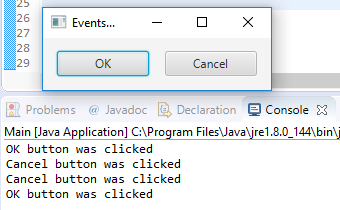 25
26
27
28
29
Events...
OK
Cancel
Problems @ Javadoc Declaration Console
Main [Java Application] C:\Program Files\Java\jre1.8.0_144\bin\j
OK button was clicked
Cancel button was clicked
Cancel button was clicked
OK button was clicked